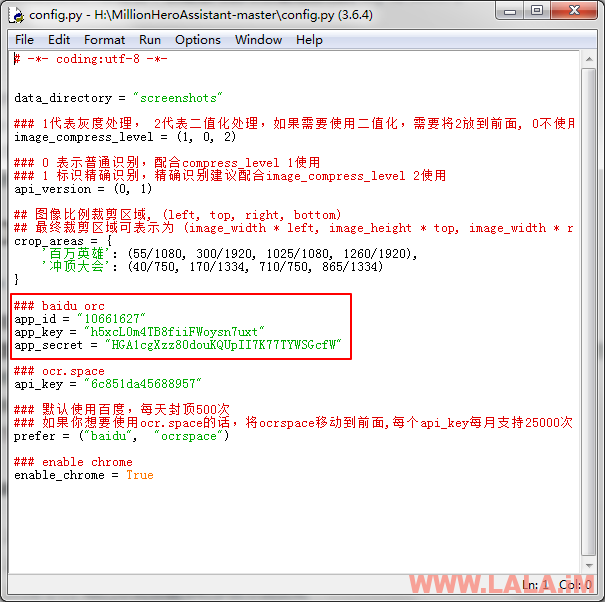 config.py - H:\MillionHeroAssistant-master\config.py (3.6.4)
File Edit Format Run Options Window Help
# -*- coding:utf-8 -*-
data_directory = "screenshots"
### 1代表灰度处理, 2代表二值化处理，如果需要使用二值化，需要将2放到前面, 0不使用
image_compress_level = (1, 0, 2)
### 0 表示普通识别，配合compress_level 1使用
### 1 标识精确识别，精确识别建议配合image_compress_level 2使用
api_version = (0, 1)
## 图像比例裁剪区域, (left, top, right, bottom)
## 最终裁剪区域可表示为 (image_width * left, image_height * top, image_width * r
crop_areas = {
'百万英雄': (55/1080, 300/1920, 1025/1080, 1260/1920),
'冲顶大会': (40/750, 170/1334, 710/750, 865/1334)
}
### baidu orc
app_id = "10661627"
app_key = "h5xcL0m4TB8fiiFWoysn7uxt"
app_secret = "HGA1cgXzz80douKQUpII7K77TYWSGcfW"
### ocr.space
api_key = "6c851da45688957"
### 默认使用百度，每天封顶500次
### 如果你想要使用ocr.space的话，将ocrspace移动到前面,每个api_key每月支持25000次
prefer = ("baidu", "ocrspace")
### enable chrome
enable_chrome = True
Ln: 1 Col: 0
WWW.LALA.IM